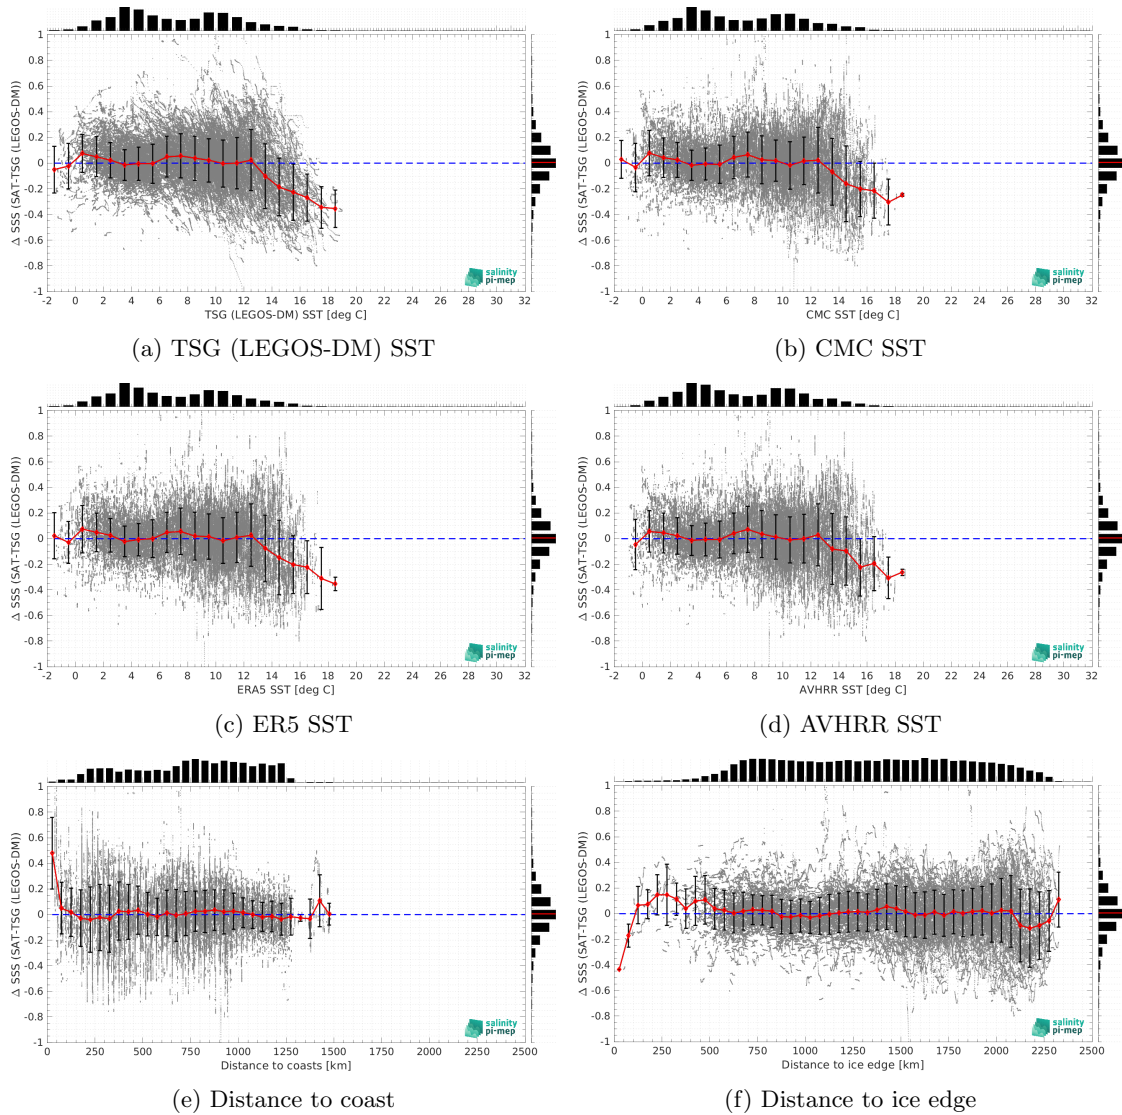 1
0.8
0.6
0.4
0.2
0
-0.2
-0.4
-0.6
-0.8
-1
Δ SSS (SAT-TSG (LEGOS-DM))
salinity
pi-mep
-2 0 2 4 6 8 10 12 14 16 18 20 22 24 26 28 30 32
TSG (LEGOS-DM) SST [deg C]
(a) TSG (LEGOS-DM) SST
1
0.8
0.6
0.4
0.2
0
-0.2
-0.4
-0.6
-0.8
-1
Δ SSS (SAT-TSG (LEGOS-DM))
salinity
pi-mep
-2 0 2 4 6 8 10 12 14 16 18 20 22 24 26 28 30 32
CMC SST [deg C]
(b) CMC SST
1
0.8
0.6
0.4
0.2
0
-0.2
-0.4
-0.6
-0.8
-1
Δ SSS (SAT-TSG (LEGOS-DM))
salinity
pi-mep
-2 0 2 4 6 8 10 12 14 16 18 20 22 24 26 28 30 32
ERA5 SST [deg C]
(c) ER5 SST
1
0.8
0.6
0.4
0.2
0
-0.2
-0.4
-0.6
-0.8
-1
Δ SSS (SAT-TSG (LEGOS-DM))
salinity
pi-mep
-2 0 2 4 6 8 10 12 14 16 18 20 22 24 26 28 30 32
AVHRR SST [deg C]
(d) AVHRR SST
1
0.8
0.6
0.4
0.2
0
-0.2
-0.4
-0.6
-0.8
-1
Δ SSS (SAT-TSG (LEGOS-DM))
salinity
pi-mep
0 250 500 750 1000 1250 1500 1750 2000 2250 2500
Distance to coasts [km]
(e) Distance to coast
1
0.8
0.6
0.4
0.2
0
-0.2
-0.4
-0.6
-0.8
-1
Δ SSS (SAT-TSG (LEGOS-DM))
salinity
pi-mep
0 250 500 750 1000 1250 1500 1750 2000 2250 2500
Distance to ice edge [km]
(f) Distance to ice edge